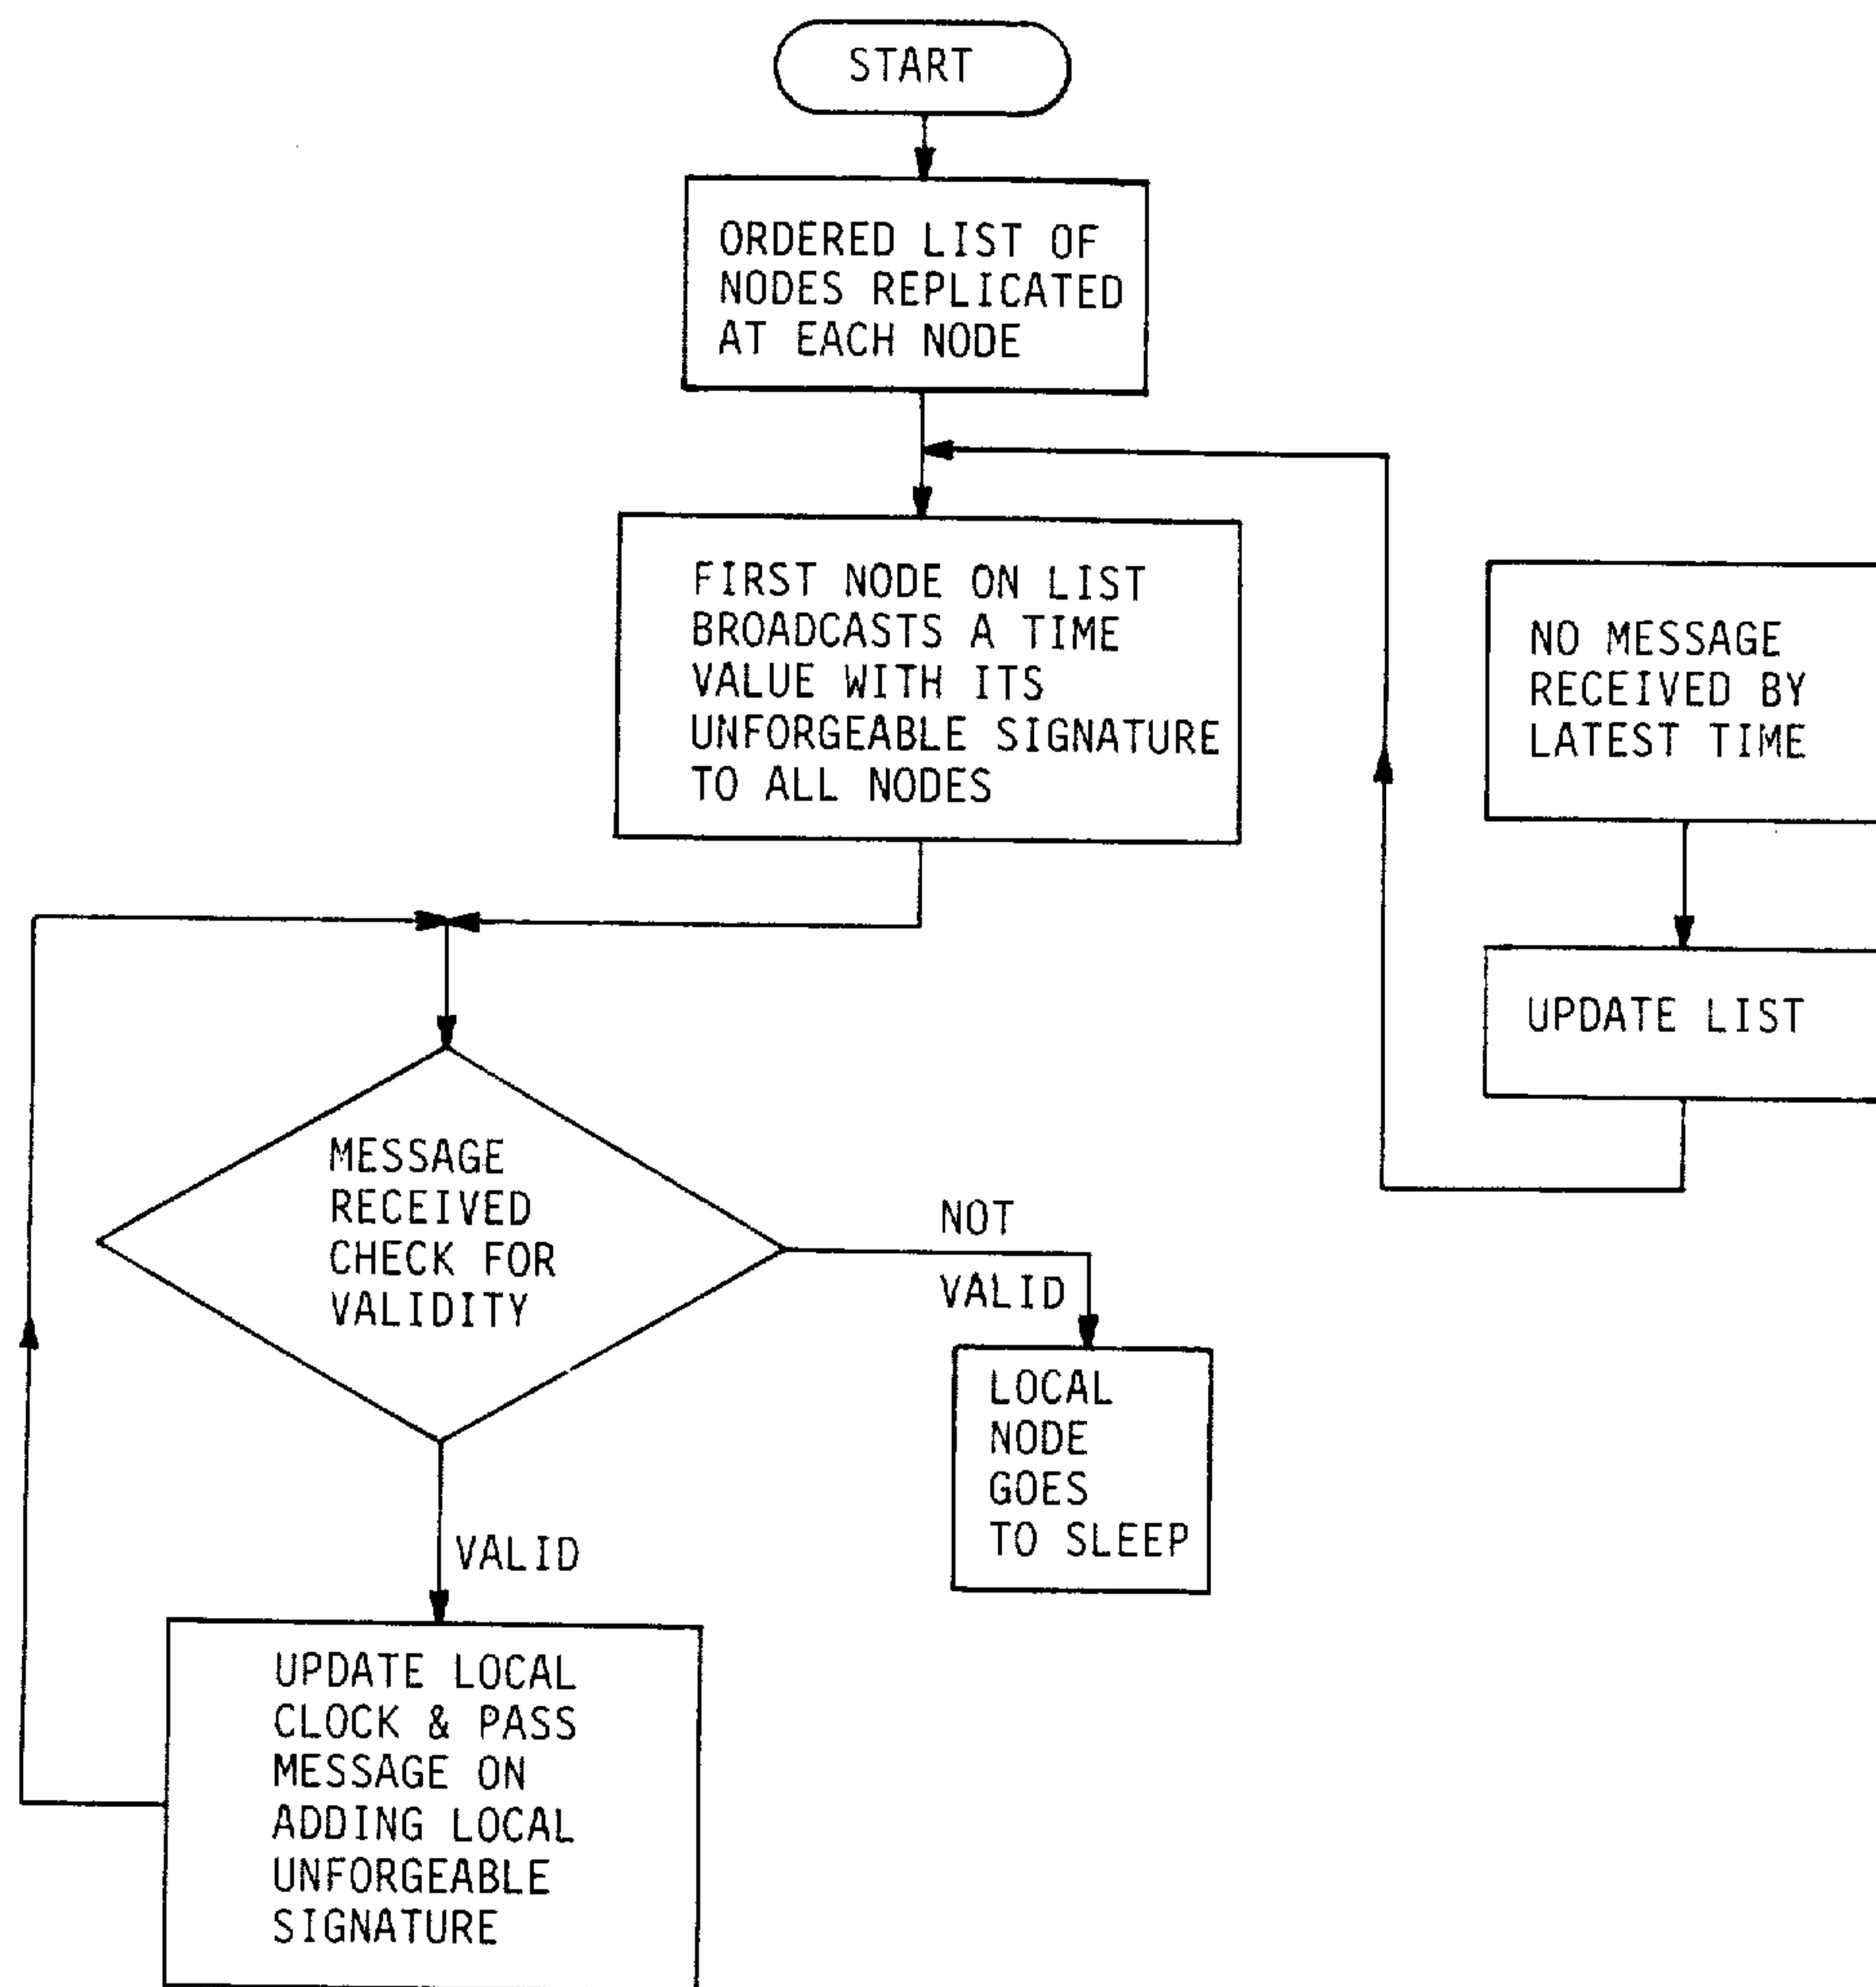 START
ORDERED LIST OF
NODES REPLICATED
AT EACH NODE
FIRST NODE ON LIST
BROADCASTS A TIME
VALUE WITH ITS
UNFORGEABLE SIGNATURE
TO ALL NODES
NO MESSAGE
RECEIVED BY
LATEST TIME
UPDATE LIST
MESSAGE
RECEIVED
CHECK FOR
VALIDITY
NOT
VALID
LOCAL
NODE
GOES
TO SLEEP
VALID
UPDATE LOCAL
CLOCK & PASS
MESSAGE ON
ADDING LOCAL
UNFORGEABLE
SIGNATURE